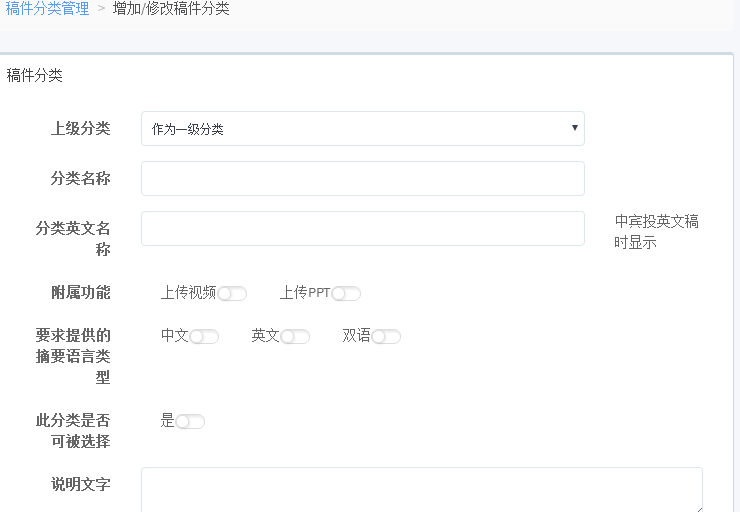 稿件分类管理 > 增加/修改稿件分类
稿件分类
上级分类 作为一级分类
分类名称
分类英文名
称
中宾投英文稿
时显示
附属功能 上传视频 上传PPT
要求提供的
摘要语言类
型
中文 英文 双语
此分类是否
可被选择
是
说明文字